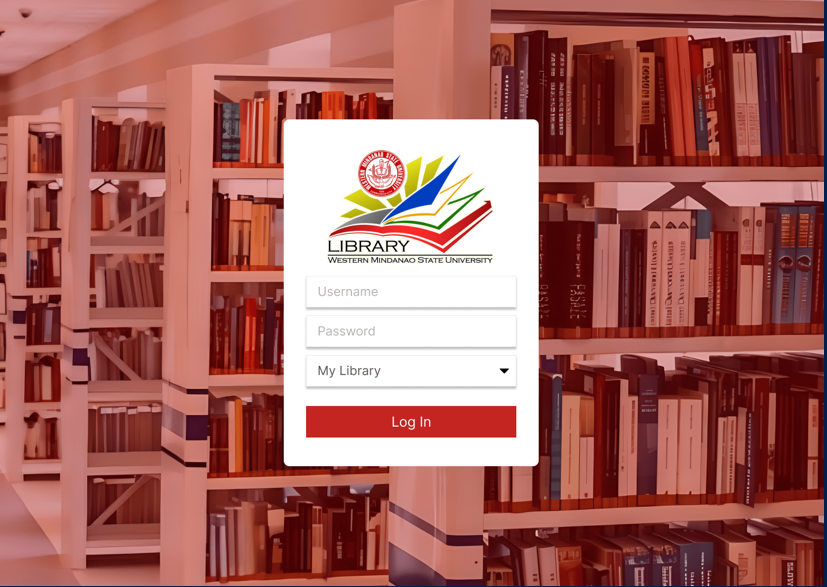 WESTERN MINDANAO STATE UNIVERSITY
LIBRARY
WESTERN MINDANAO STATE UNIVERSITY
Username
Password
My Library
Log In